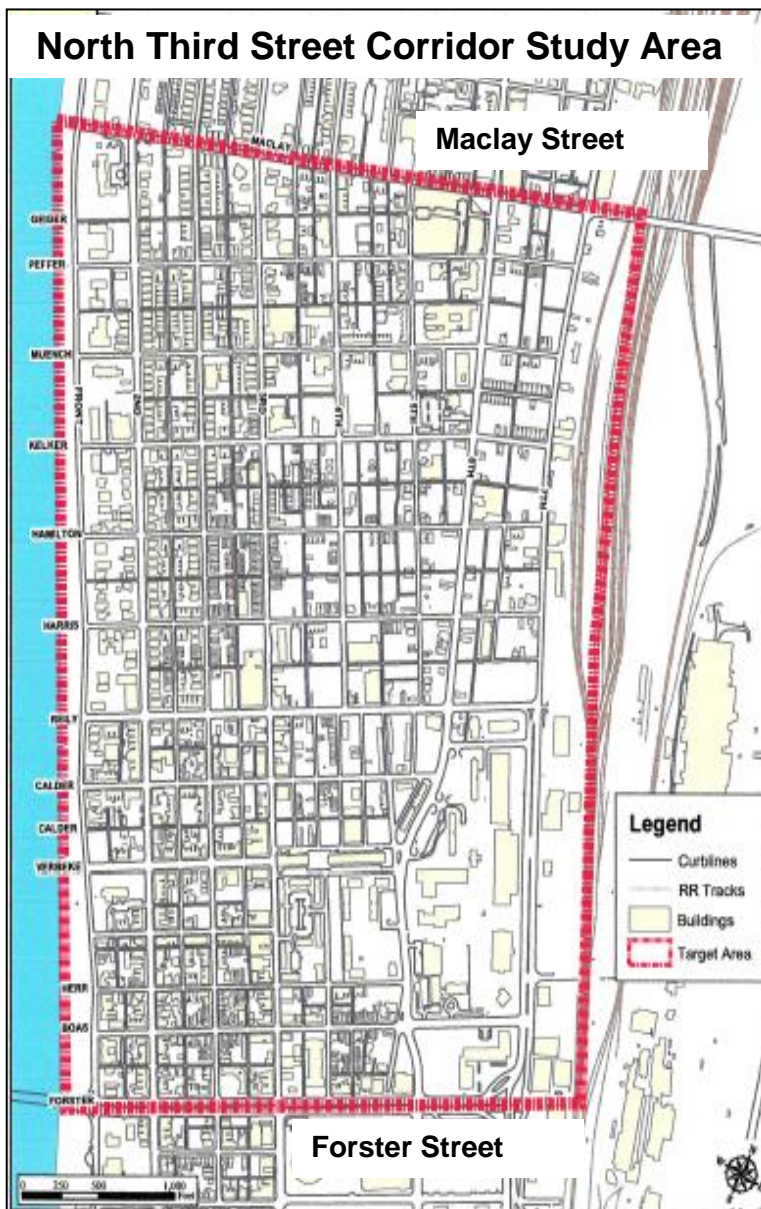 North Third Street Corridor Study Area
Maclay Street
MACLAY
GEIGER
PEFFER
MUENCH
FRONT
2ND
3RD
4TH
5TH
KELKER
6TH
7TH
HAMILTON
HARRIS
REILY
CALDER
CALDER
VERBEKE
Legend
Curblines
RR Tracks
Buildings
Target Area
HERR
BOAS
FORSTER
Forster Street
0 250 500 1,000
Feet